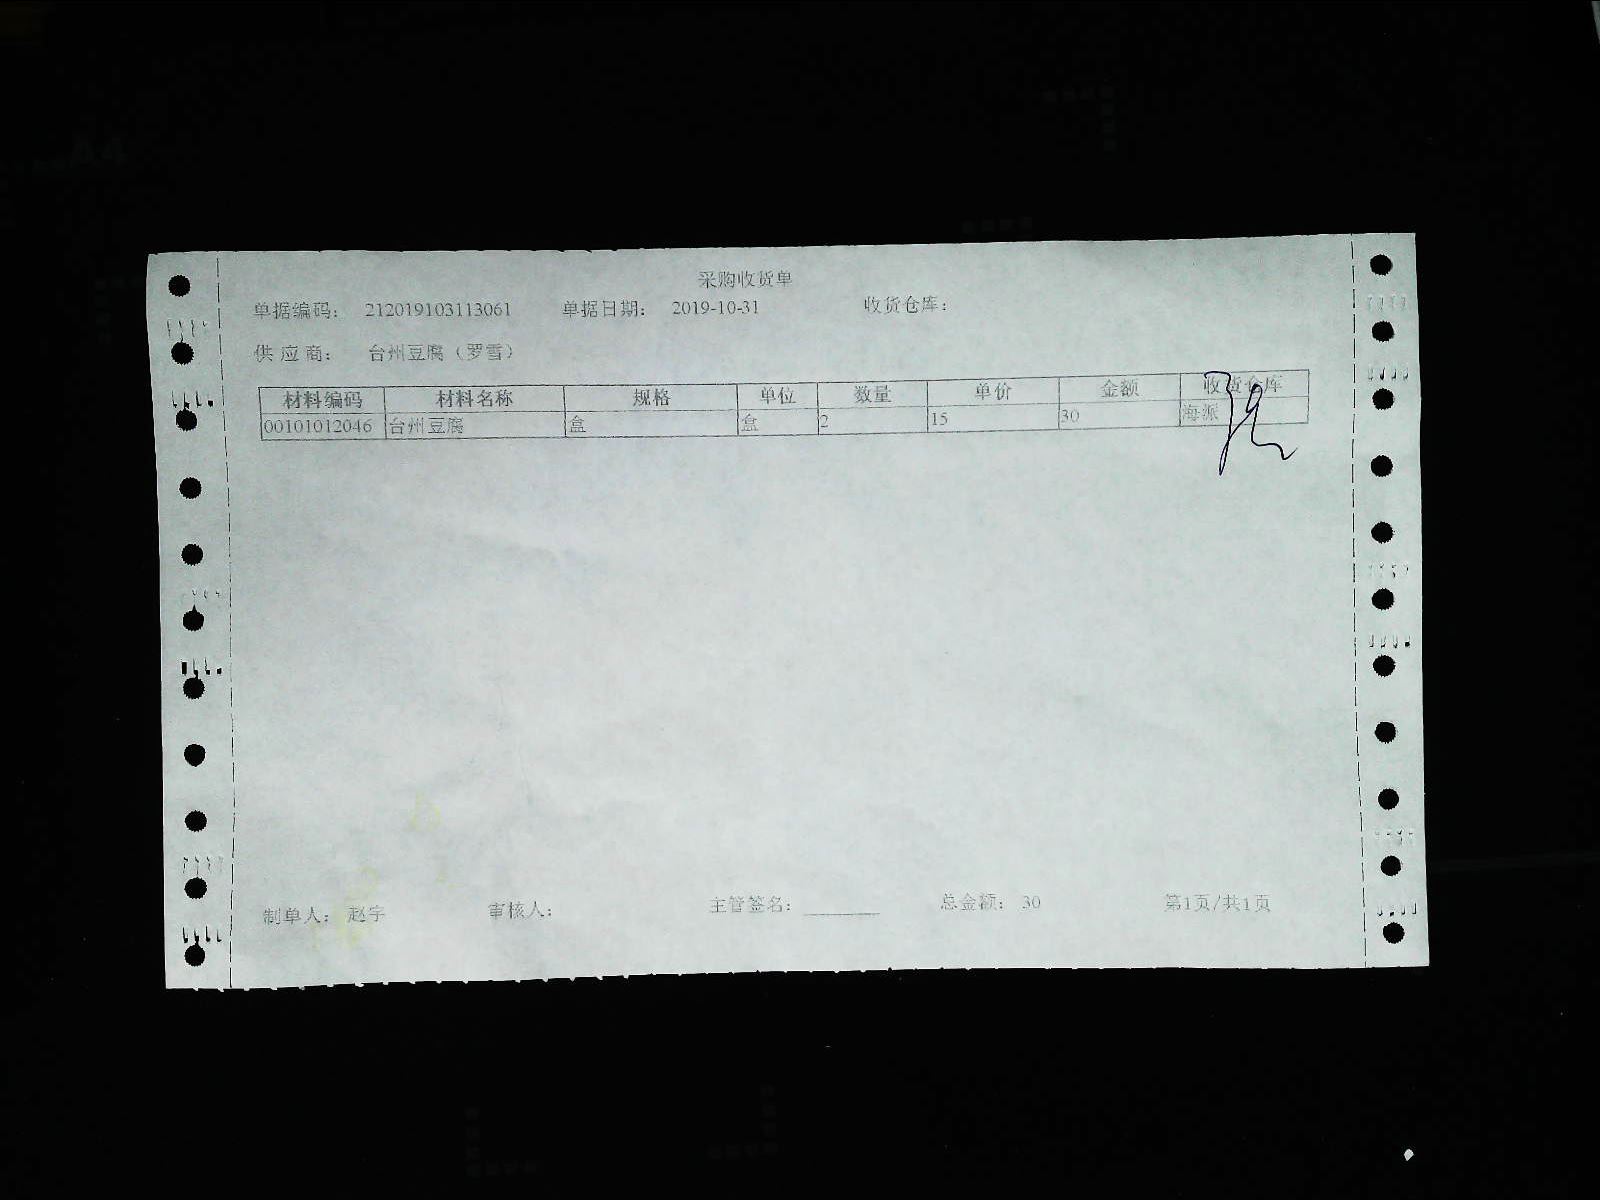 采购收货单
单据编码： 212019103113061 单据日期： 2019-10-31 收货仓库：
供 应 商： 台州豆腐（罗雪）
材料编码 材料名称 规格 单位 数量 单价 金额 收货仓库
00101012046 台州豆腐 盒 盒 2 15 30 海派
制单人： 赵宇 审核人： 主管签名：_______ 总金额： 30 第1页/共1页